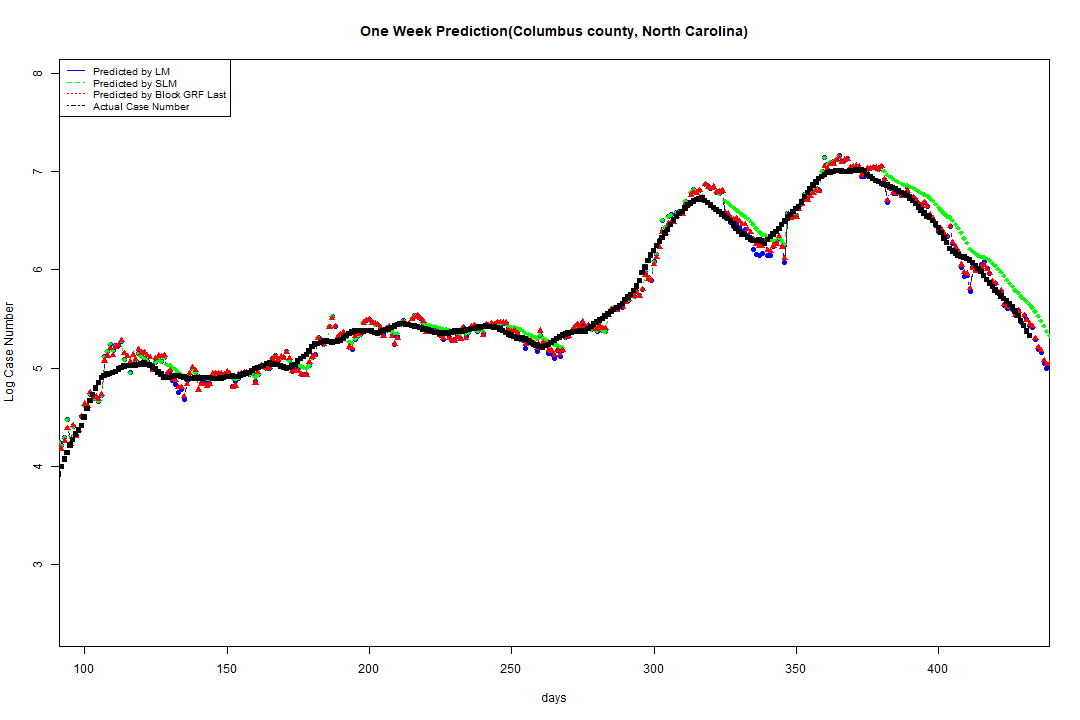 One Week Prediction(Columbus county, North Carolina)
Predicted by LM
Predicted by SLM
Predicted by Block GRF Last
Actual Case Number
Log Case Number
8
7
6
5
4
3
100 150 200 250 300 350 400
days